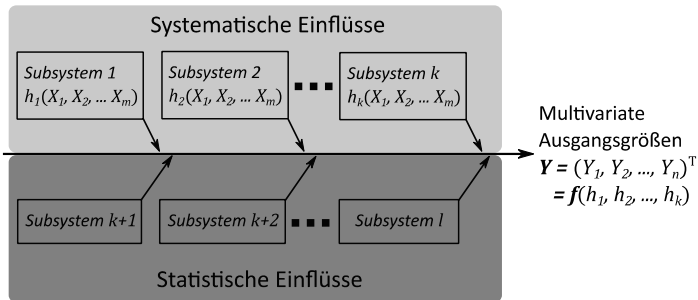 Systematische Einflüsse
Subsystem 1
h₁(X₁, X₂, ... Xₘ)
Subsystem 2
h₂(X₁, X₂, ... Xₘ)
Subsystem k
hₖ(X₁, X₂, ... Xₘ)
Multivariate
Ausgangsgrößen
Y = (Y₁, Y₂, ..., Yₙ)ᵀ
= f(h₁, h₂, ..., hₖ)
Subsystem k+1
Subsystem k+2
Subsystem l
Statistische Einflüsse